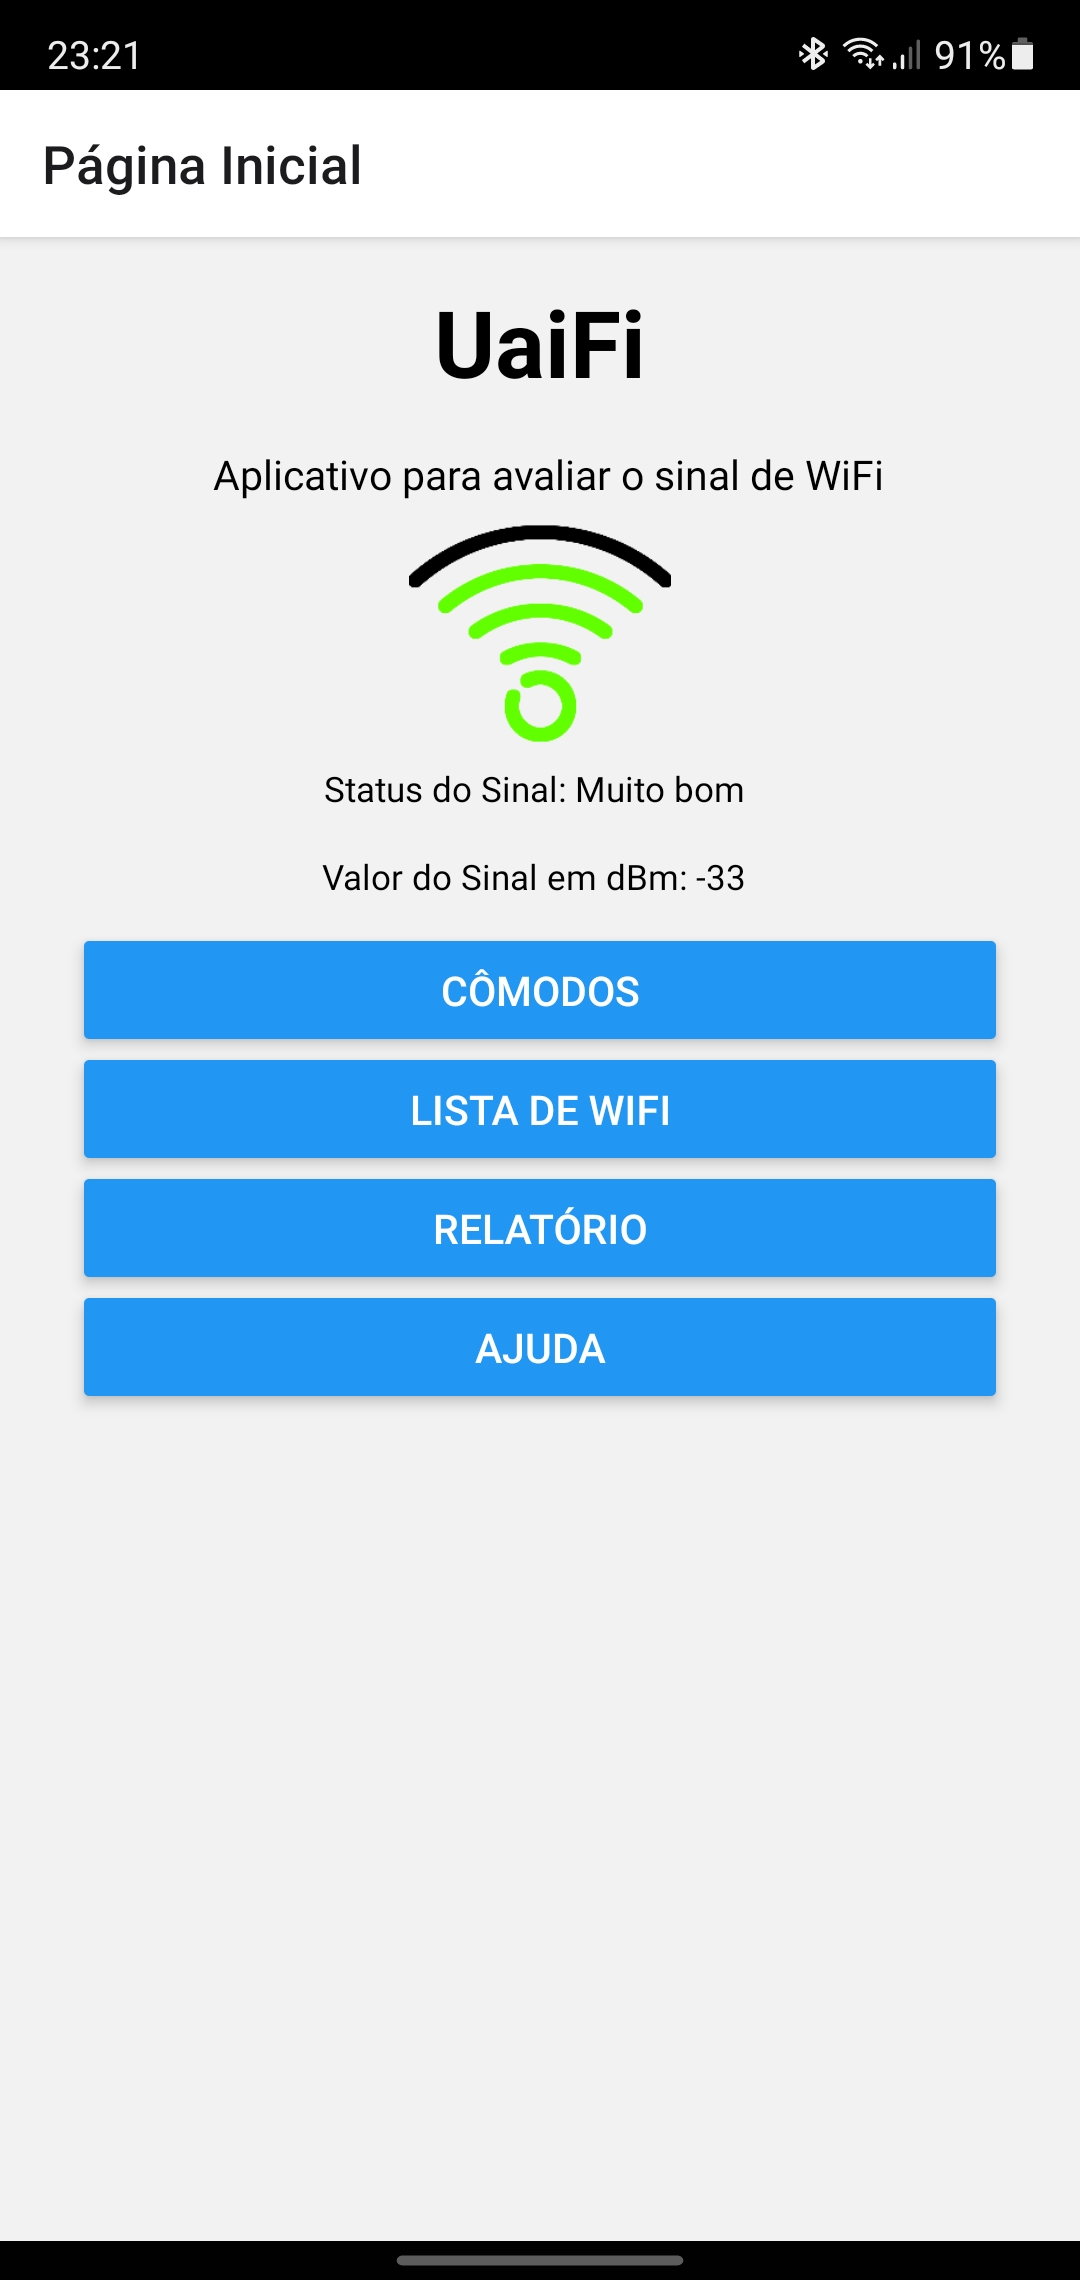 23:21
91%
Página Inicial
UaiFi
Aplicativo para avaliar o sinal de WiFi
Status do Sinal: Muito bom
Valor do Sinal em dBm: -33
CÔMODOS
LISTA DE WIFI
RELATÓRIO
AJUDA